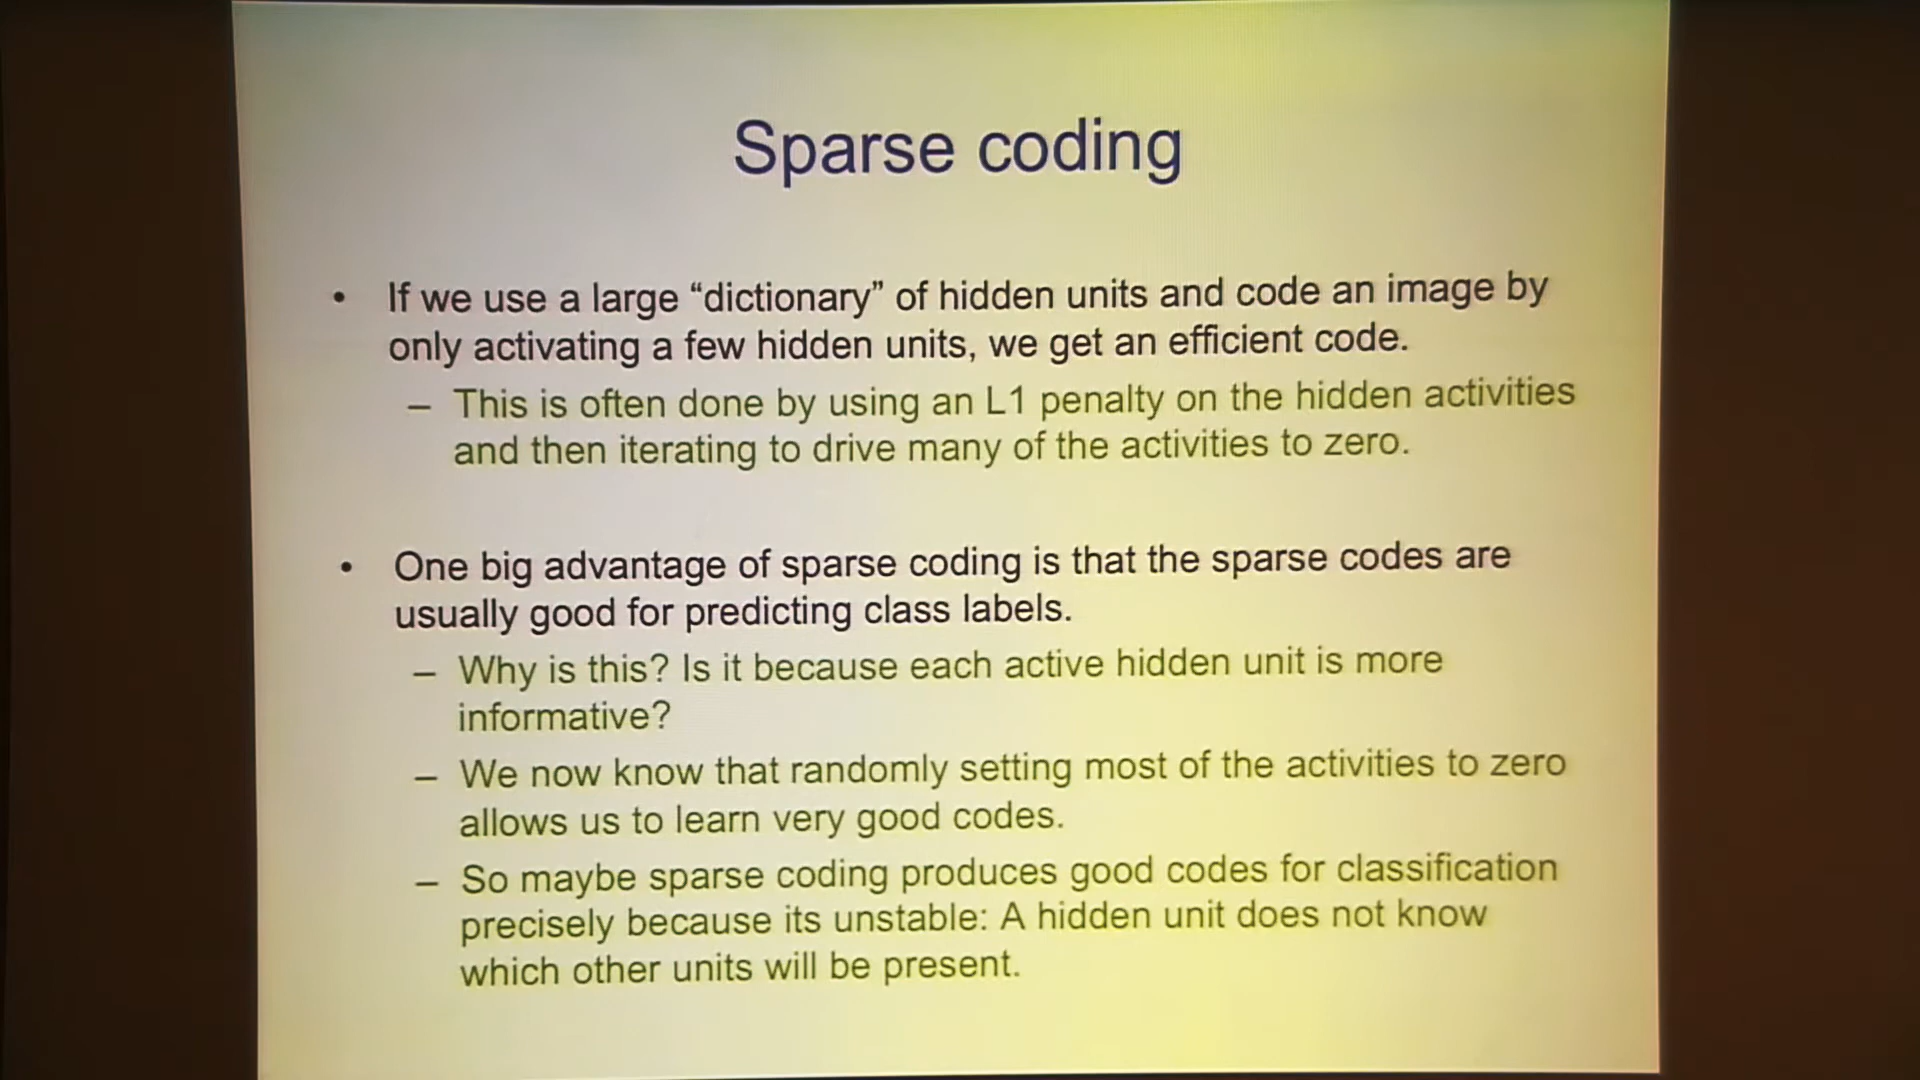 Sparse coding
• If we use a large “dictionary” of hidden units and code an image by
only activating a few hidden units, we get an efficient code.
– This is often done by using an L1 penalty on the hidden activities
and then iterating to drive many of the activities to zero.
• One big advantage of sparse coding is that the sparse codes are
usually good for predicting class labels.
– Why is this? Is it because each active hidden unit is more
informative?
– We now know that randomly setting most of the activities to zero
allows us to learn very good codes.
– So maybe sparse coding produces good codes for classification
precisely because its unstable: A hidden unit does not know
which other units will be present.